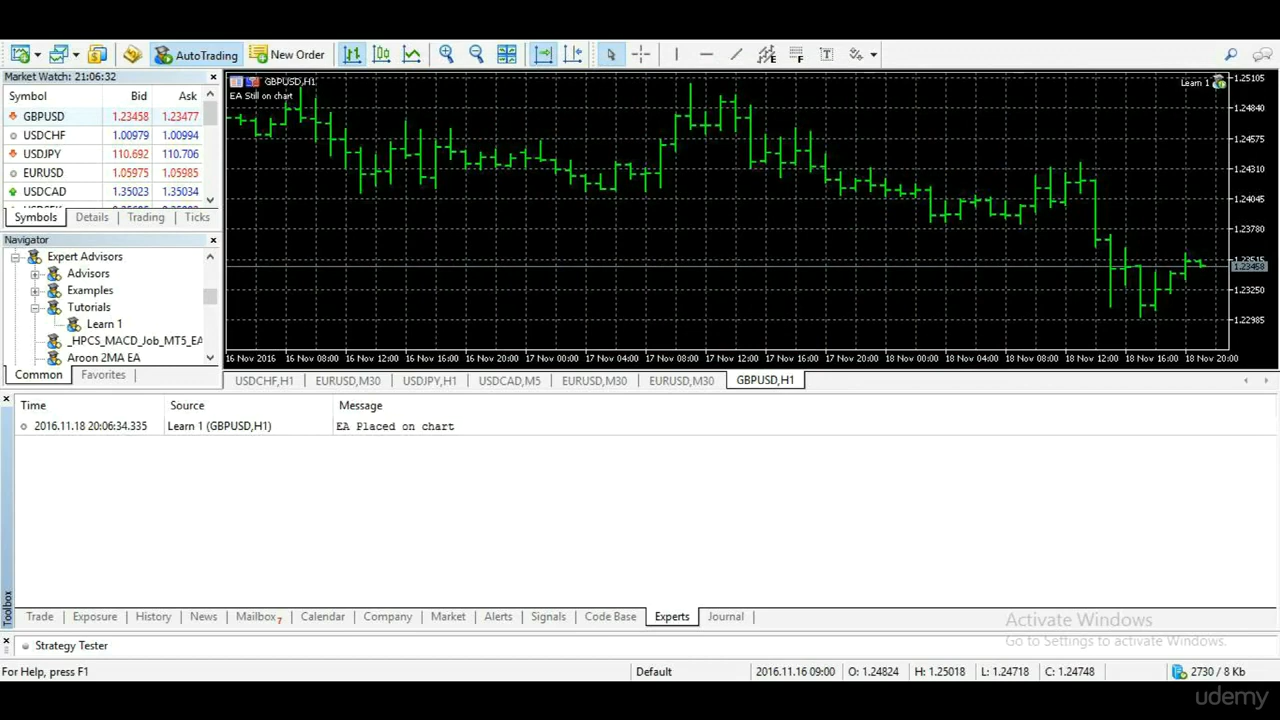 AutoTrading New Order
Market Watch: 21:06:32
Symbol Bid Ask
GBPUSD 1.23458 1.23477
USDCHF 1.00979 1.00994
USDJPY 110.692 110.706
EURUSD 1.05975 1.05985
USDCAD 1.35023 1.35034
Symbols Details Trading Ticks
Navigator
Expert Advisors
Advisors
Examples
Tutorials
Learn 1
_HPCS_MACD_Job_MT5_EA
Aroon 2MA EA
Common Favorites
GBPUSD,H1
EA Still on chart
Learn 1
1.25105
1.24840
1.24575
1.24310
1.24045
1.23780
1.23515
1.23458
1.23250
1.22985
16 Nov 2016 16 Nov 08:00 16 Nov 12:00 16 Nov 16:00 16 Nov 20:00 17 Nov 00:00 17 Nov 04:00 17 Nov 08:00 17 Nov 12:00 17 Nov 16:00 17 Nov 20:00 18 Nov 00:00 18 Nov 04:00 18 Nov 08:00 18 Nov 12:00 18 Nov 16:00 18 Nov 20:00
USDCHF,H1 EURUSD,M30 USDJPY,H1 USDCAD,M5 EURUSD,M30 EURUSD,M30 GBPUSD,H1
Time Source Message
2016.11.18 20:06:34.335 Learn 1 (GBPUSD,H1) EA Placed on chart
Toolbox
Trade Exposure History News Mailbox 7 Calendar Company Market Alerts Signals Code Base Experts Journal
Activate Windows
Go to Settings to activate Windows.
Strategy Tester
For Help, press F1 Default 2016.11.16 09:00 O: 1.24824 H: 1.25018 L: 1.24718 C: 1.24748 2730 / 8 Kb
udemy